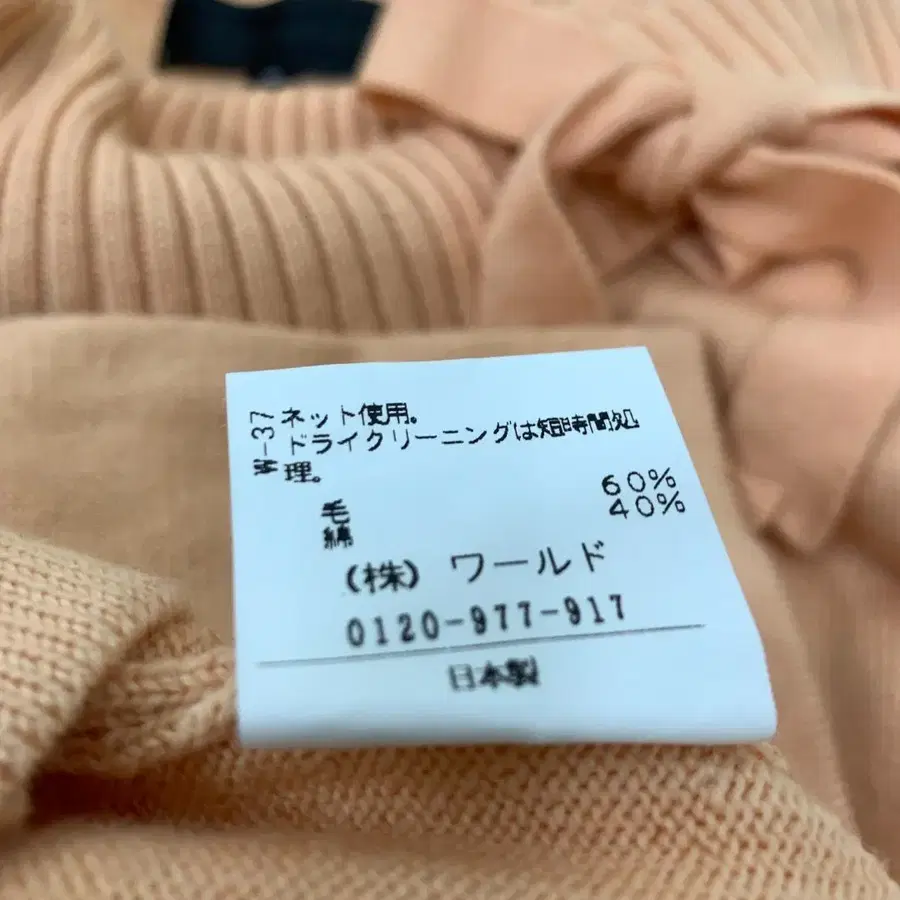 W-37
ネット使用。
ドライクリーニングは短時間処
理。
毛 60%
綿 40%
(株) ワールド
0120-977-917
日本製